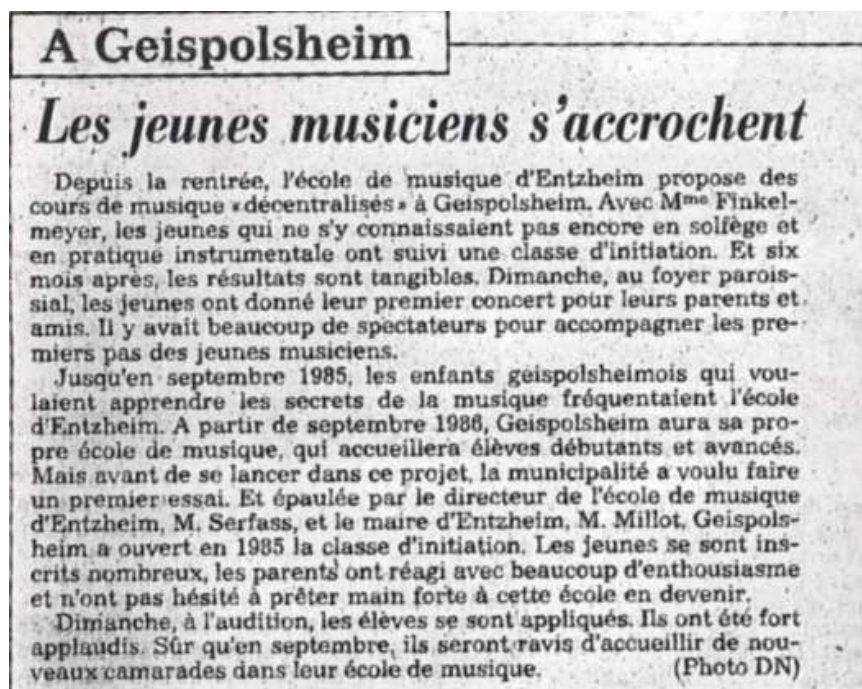 A Geispolsheim
Les jeunes musiciens s'accrochent
Depuis la rentrée, l'école de musique d'Entzheim propose des
cours de musique «décentralisés» à Geispolsheim. Avec Mme Finkel-
meyer, les jeunes qui ne s'y connaissaient pas encore en solfège et
en pratique instrumentale ont suivi une classe d'initiation. Et six
mois après, les résultats sont tangibles. Dimanche, au foyer parois-
sial, les jeunes ont donné leur premier concert pour leurs parents et
amis. Il y avait beaucoup de spectateurs pour accompagner les pre-
miers pas des jeunes musiciens.
Jusqu'en septembre 1985, les enfants geispolsheimois qui vou-
laient apprendre les secrets de la musique fréquentaient l'école
d'Entzheim. A partir de septembre 1986, Geispolsheim aura sa pro-
pre école de musique, qui accueillera élèves débutants et avancés.
Mais avant de se lancer dans ce projet, la municipalité a voulu faire
un premier essai. Et épaulée par le directeur de l'école de musique
d'Entzheim, M. Serfass, et le maire d'Entzheim, M. Millot, Geispols-
heim a ouvert en 1985 la classe d'initiation. Les jeunes se sont ins-
crits nombreux, les parents ont réagi avec beaucoup d'enthousiasme
et n'ont pas hésité à prêter main forte à cette école en devenir.
Dimanche, à l'audition, les élèves se sont appliqués. Ils ont été fort
applaudis. Sûr qu'en septembre, ils seront ravis d'accueillir de nou-
veaux camarades dans leur école de musique. (Photo DN)